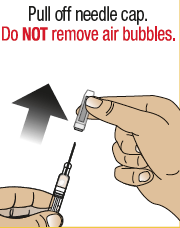 Pull off needle cap.
Do NOT remove air bubbles.